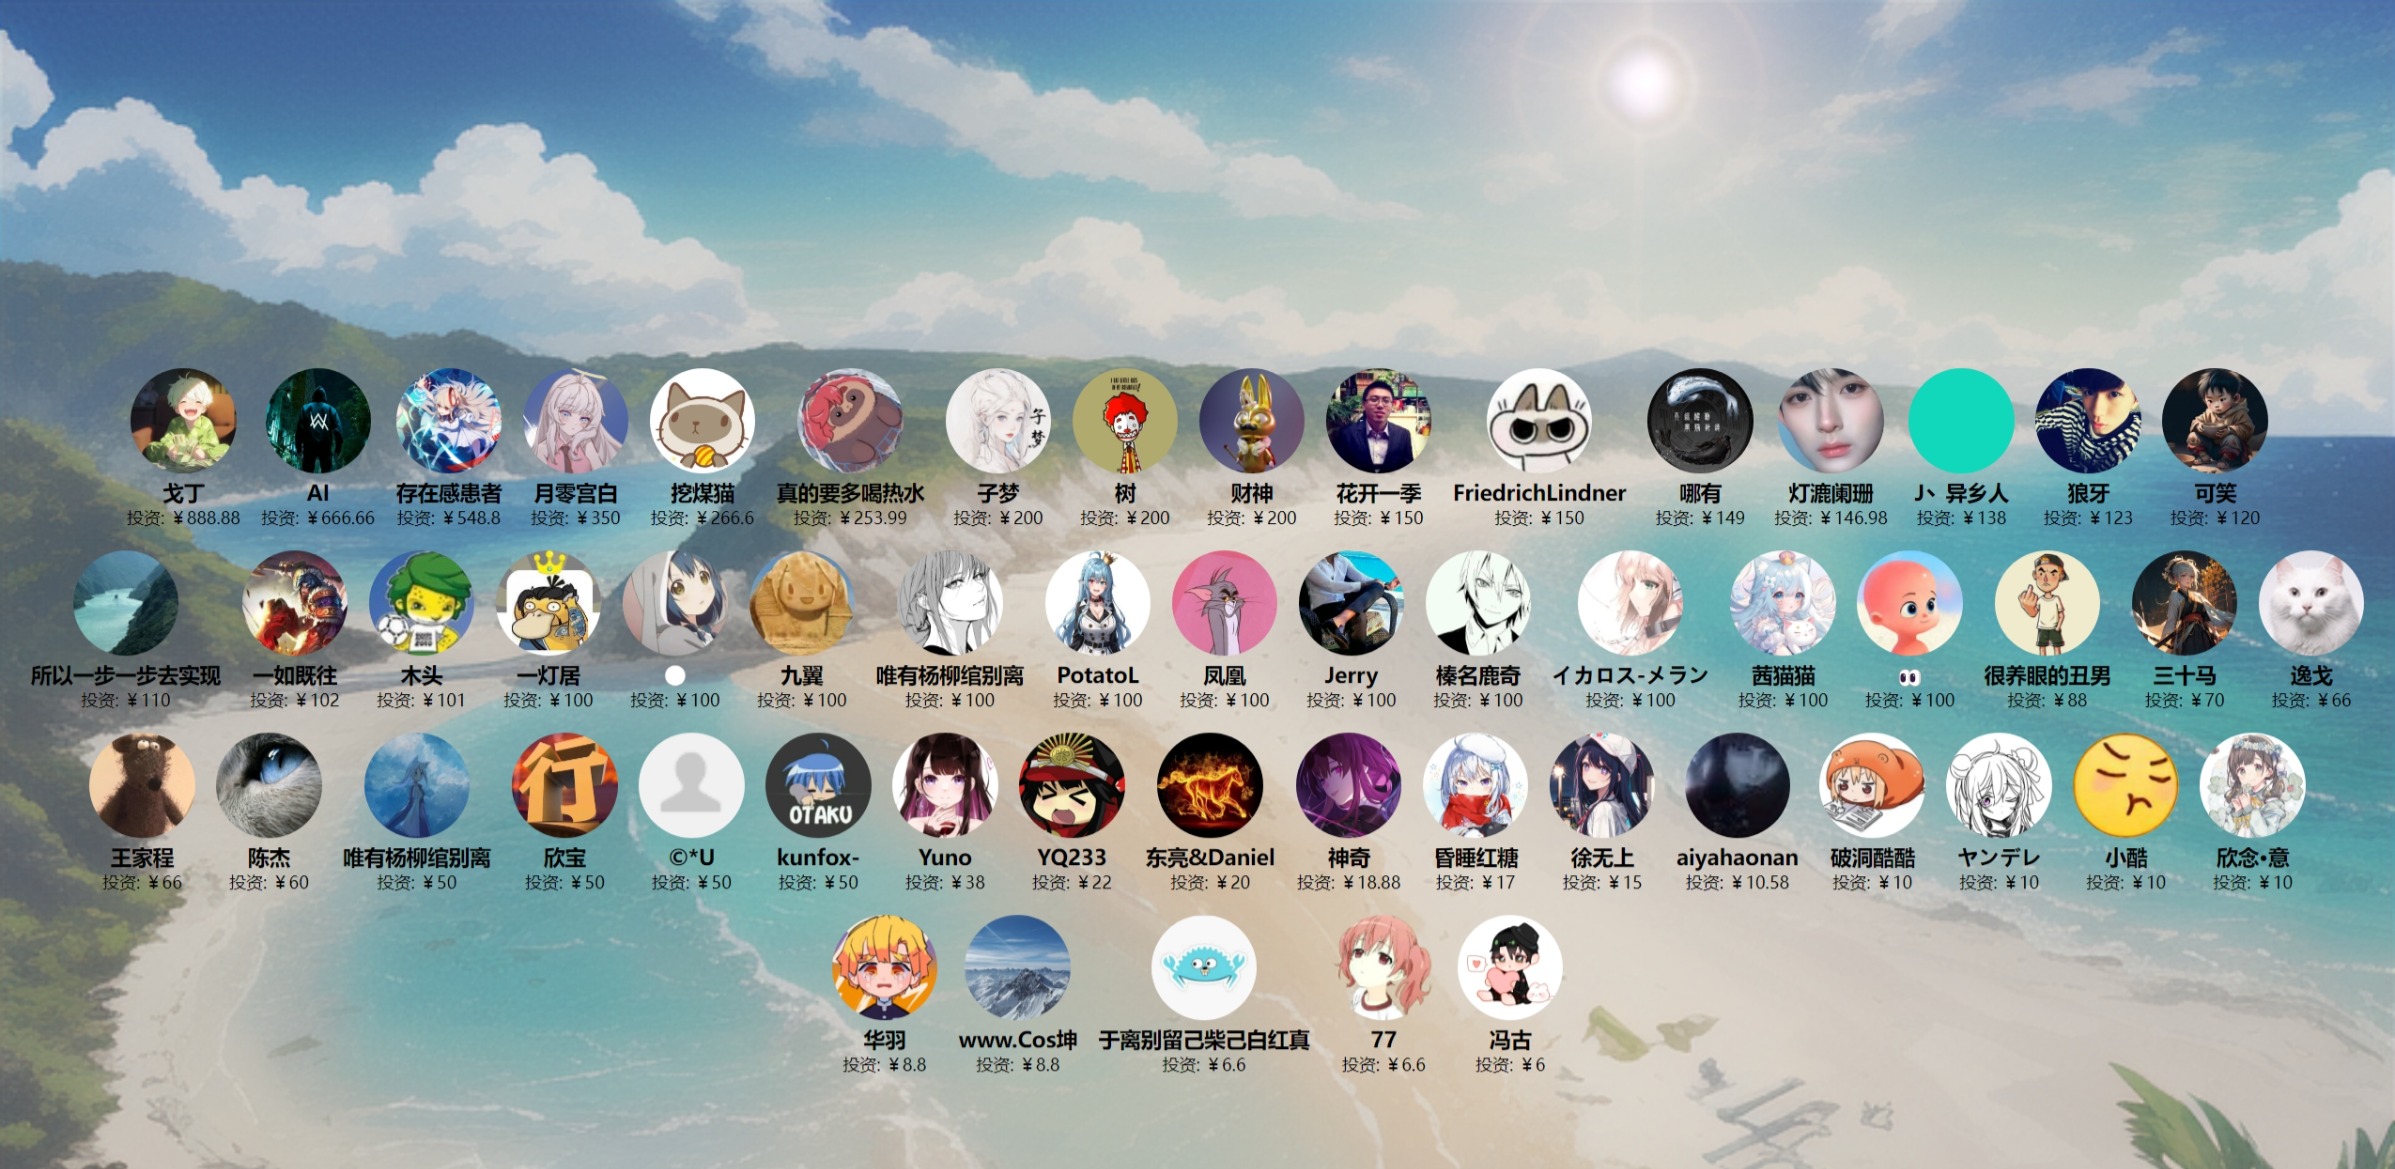 戈丁
投资: ￥888.88
AI
投资: ￥666.66
存在感患者
投资: ￥548.8
月零宫白
投资: ￥350
挖煤猫
投资: ￥266.6
真的要多喝热水
投资: ￥253.99
子梦
子梦
投资: ￥200
树
投资: ￥200
财神
投资: ￥200
花开一季
投资: ￥150
FriedrichLindner
投资: ￥150
哪有
投资: ￥149
灯漉阑珊
投资: ￥146.98
J丶异乡人
投资: ￥138
狼牙
投资: ￥123
可笑
投资: ￥120
所以一步一步去实现
投资: ￥110
一如既往
投资: ￥102
木头
投资: ￥101
一灯居
投资: ￥100
投资: ￥100
九翼
投资: ￥100
唯有杨柳绾别离
投资: ￥100
PotatoL
投资: ￥100
凤凰
投资: ￥100
Jerry
投资: ￥100
榛名鹿奇
投资: ￥100
イカロス-メラン
投资: ￥100
茜猫猫
投资: ￥100
👀
投资: ￥100
很养眼的丑男
投资: ￥88
三十马
投资: ￥70
逸戈
投资: ￥66
王家程
投资: ￥66
陈杰
投资: ￥60
唯有杨柳绾别离
投资: ￥50
行
欣宝
投资: ￥50
©*U
投资: ￥50
OTAKU
kunfox-
投资: ￥50
Yuno
投资: ￥38
YQ233
投资: ￥22
东亮&Daniel
投资: ￥20
神奇
投资: ￥18.88
昏睡红糖
投资: ￥17
徐无上
投资: ￥15
aiyahaonan
投资: ￥10.58
破洞酷酷
投资: ￥10
ヤンデレ
投资: ￥10
小酷
投资: ￥10
欣念•意
投资: ￥10
华羽
投资: ￥8.8
www.Cos坤
投资: ￥8.8
于离别留己柴己白红真
投资: ￥6.6
77
投资: ￥6.6
冯古
投资: ￥6